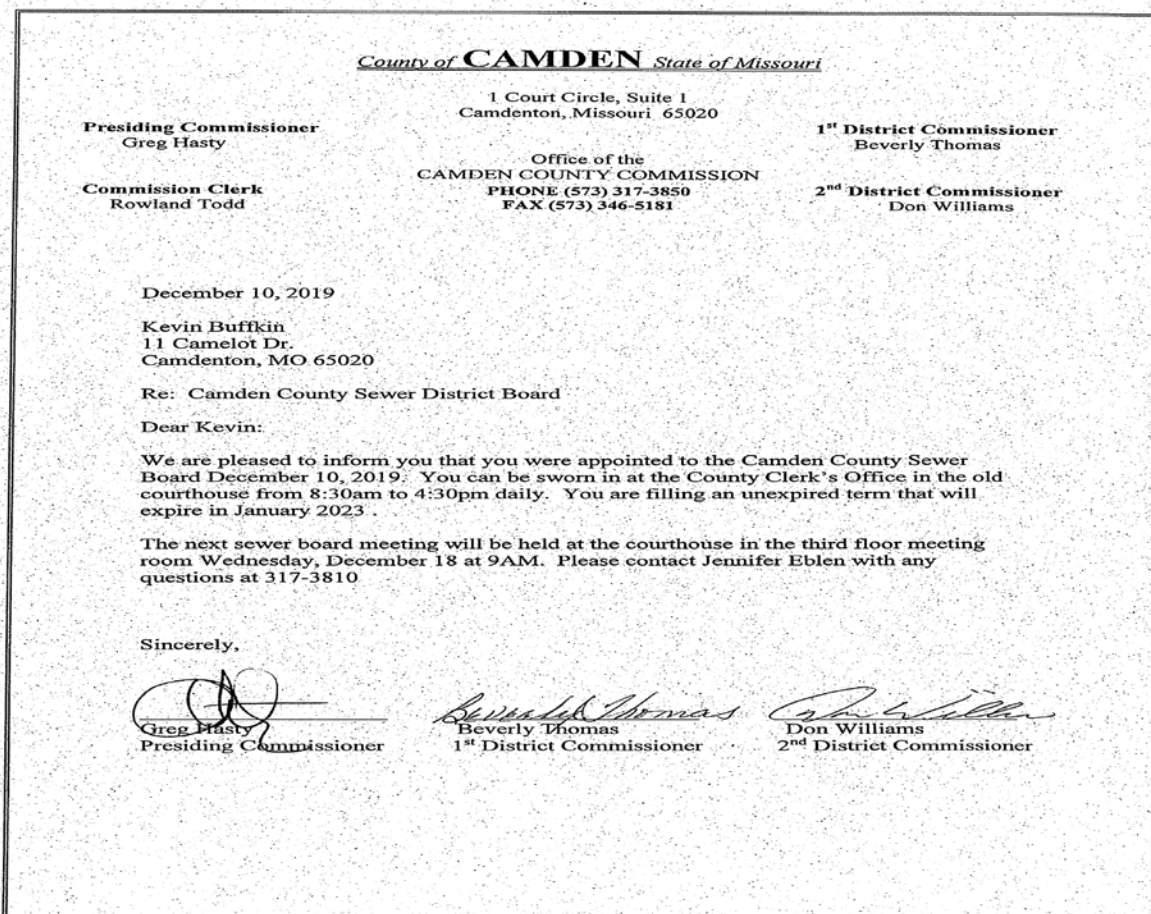 County of CAMDEN State of Missouri
1 Court Circle, Suite 1
Camdenton, Missouri 65020
Presiding Commissioner
Greg Hasty
1st District Commissioner
Beverly Thomas
Office of the
CAMDEN COUNTY COMMISSION
PHONE (573) 317-3850
FAX (573) 346-5181
Commission Clerk
Rowland Todd
2nd District Commissioner
Don Williams
December 10, 2019
Kevin Buffkin
11 Camelot Dr.
Camdenton, MO 65020
Re: Camden County Sewer District Board
Dear Kevin:
We are pleased to inform you that you were appointed to the Camden County Sewer
Board December 10, 2019. You can be sworn in at the County Clerk's Office in the old
courthouse from 8:30am to 4:30pm daily. You are filling an unexpired term that will
expire in January 2023 .
The next sewer board meeting will be held at the courthouse in the third floor meeting
room Wednesday, December 18 at 9AM. Please contact Jennifer Eblen with any
questions at 317-3810
Sincerely,
Beverly Thomas
Don Willi
Greg Hasty
Presiding Commissioner
Beverly Thomas
1st District Commissioner
Don Williams
2nd District Commissioner